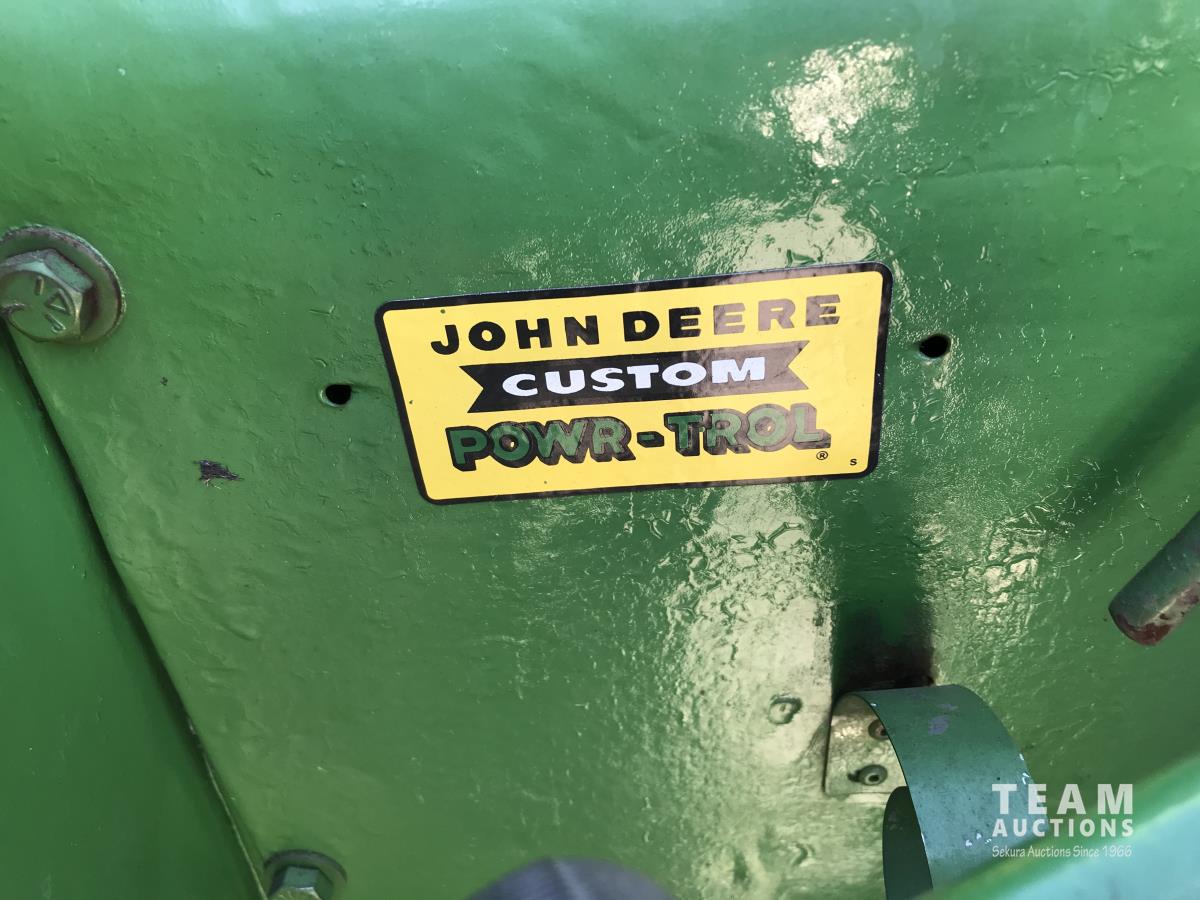 JOHN DEERE
CUSTOM
POWR-TROL
® S
TEAM
AUCTIONS
Sekura Auctions Since 1966